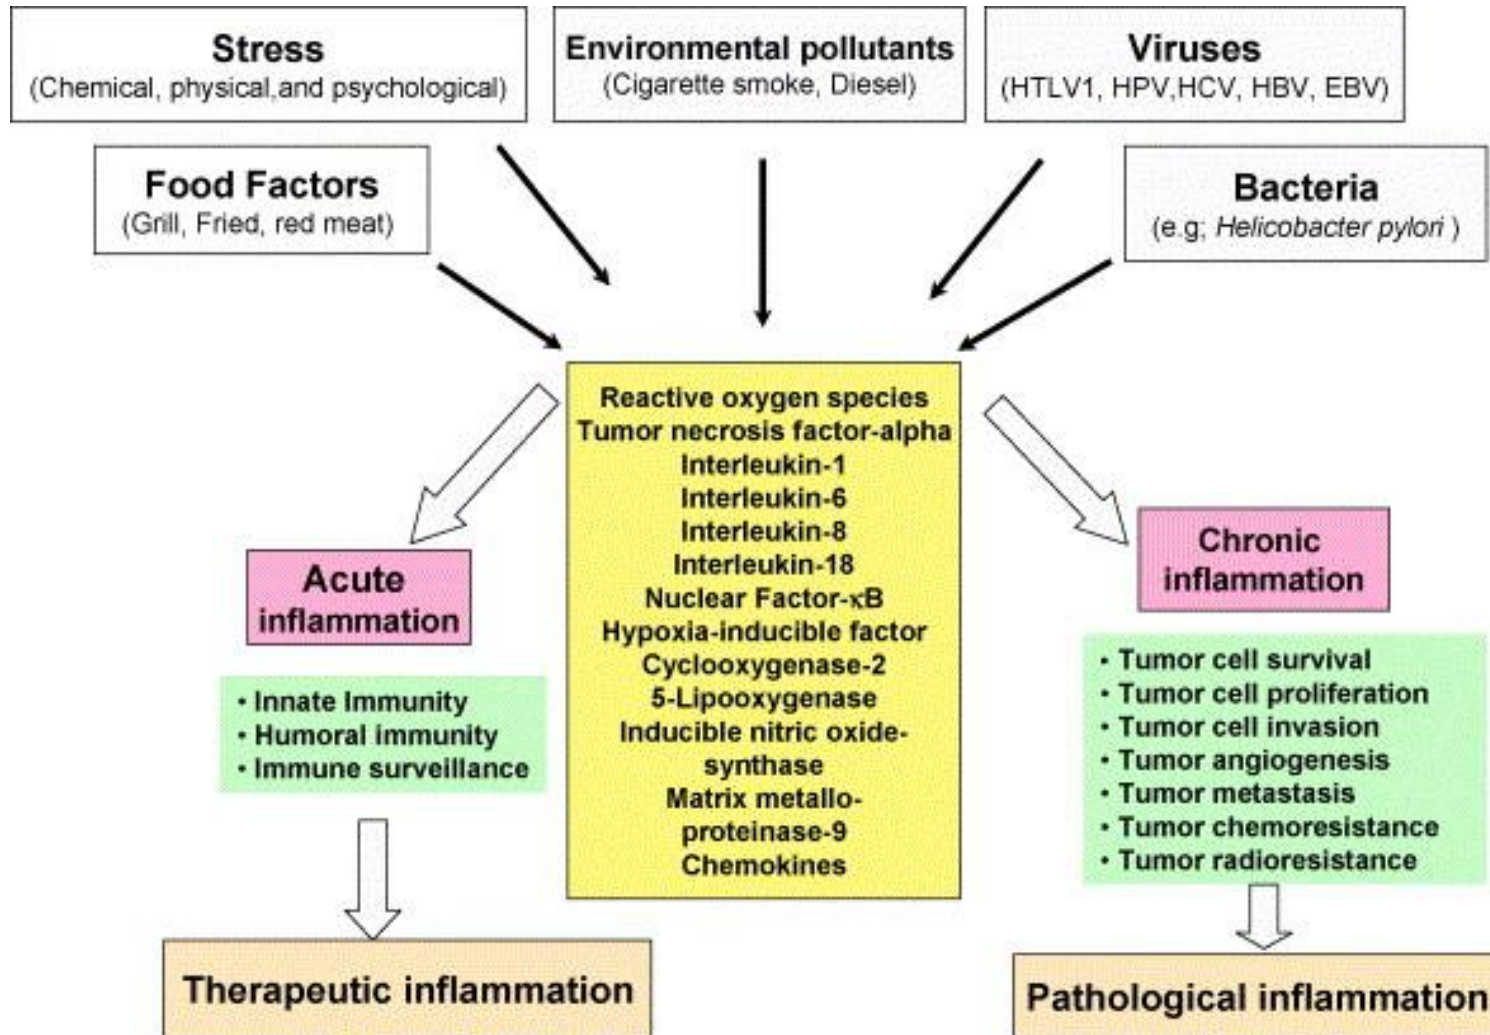 Stress
(Chemical, physical,and psychological)
Environmental pollutants
(Cigarette smoke, Diesel)
Viruses
(HTLV1, HPV,HCV, HBV, EBV)
Food Factors
(Grill, Fried, red meat)
Bacteria
(e.g; Helicobacter pylori )
Reactive oxygen species
Tumor necrosis factor-alpha
Interleukin-1
Interleukin-6
Interleukin-8
Interleukin-18
Nuclear Factor-κB
Hypoxia-inducible factor
Cyclooxygenase-2
5-Lipooxygenase
Inducible nitric oxide-
synthase
Matrix metallo-
proteinase-9
Chemokines
Acute
inflammation
• Innate Immunity
• Humoral immunity
• Immune surveillance
Therapeutic inflammation
Chronic
inflammation
• Tumor cell survival
• Tumor cell proliferation
• Tumor cell invasion
• Tumor angiogenesis
• Tumor metastasis
• Tumor chemoresistance
• Tumor radioresistance
Pathological inflammation